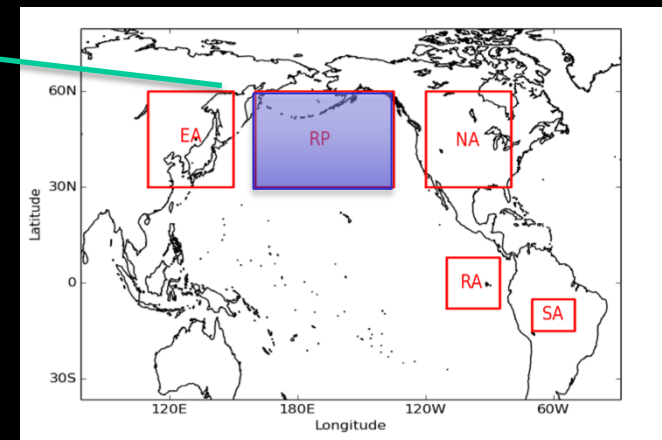 60N
EA
RP
NA
30N
Latitude
RA
0
SA
30S
120E
180E
120W
60W
Longitude